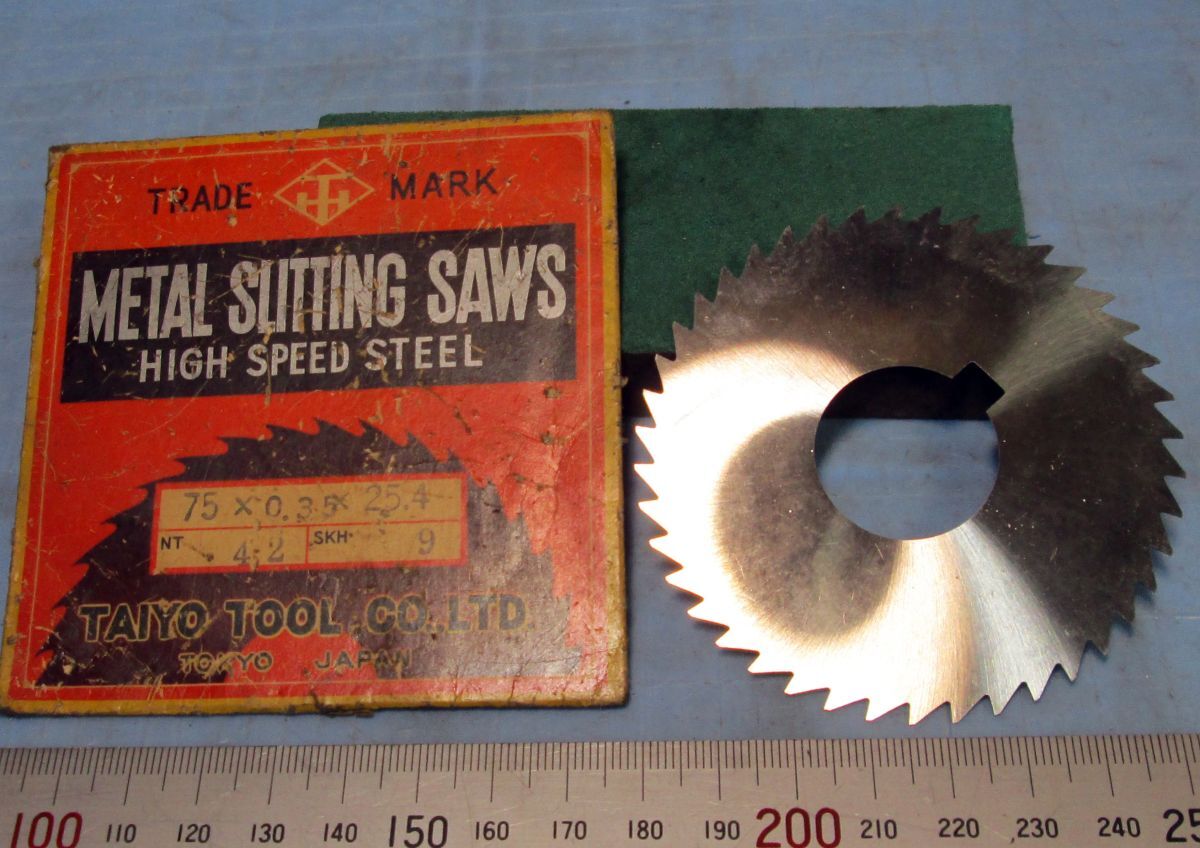 TRADE MARK
METAL SLITTING SAWS
HIGH SPEED STEEL
75 × 0.35 × 25.4
NT 42 SKH 9
TAIYO TOOL CO. LTD.
TOKYO JAPAN
100 110 120 130 140 150 160 170 180 190 200 210 220 230 240 25